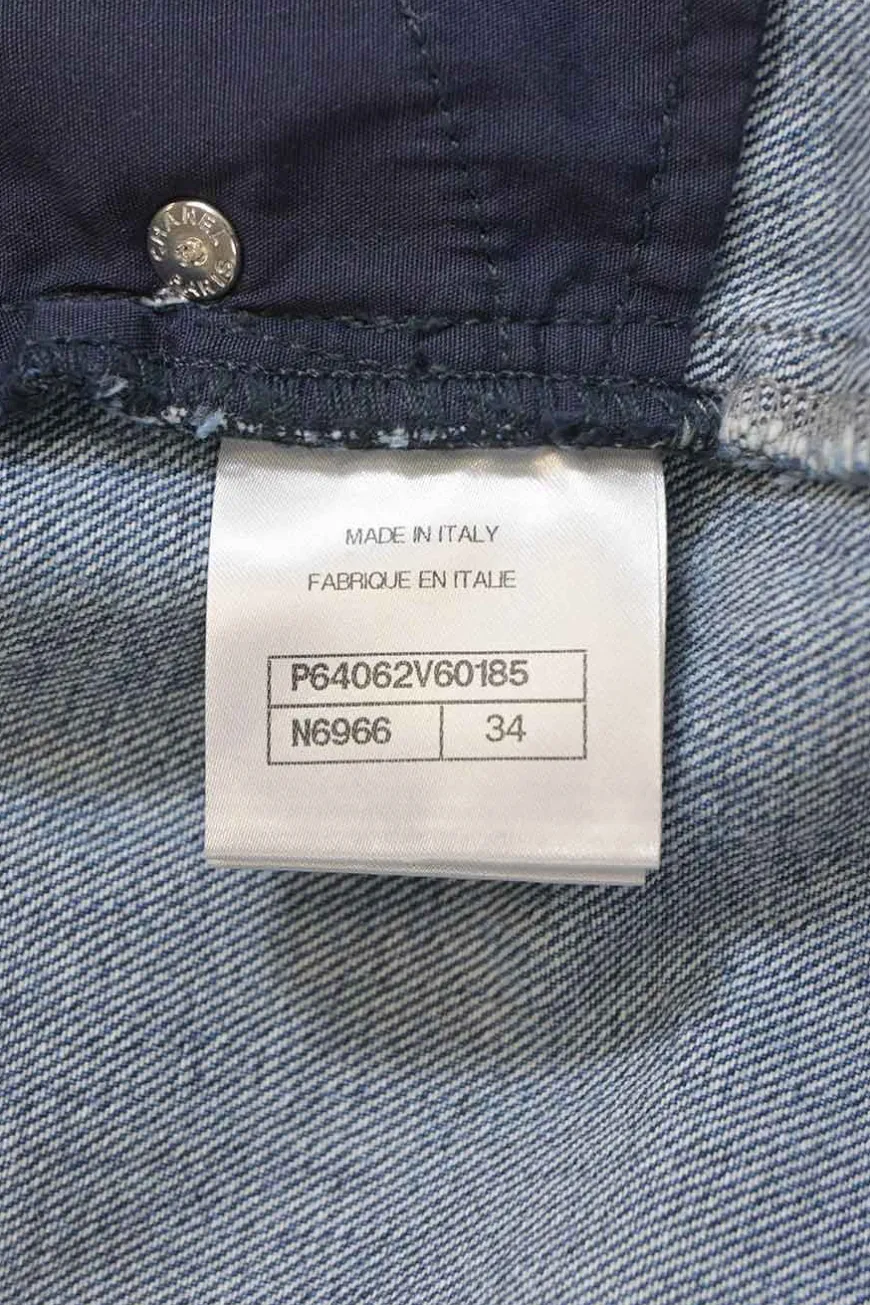 CHANEL
PARIS
MADE IN ITALY
FABRIQUE EN ITALIE
P64062V60185
N6966 34